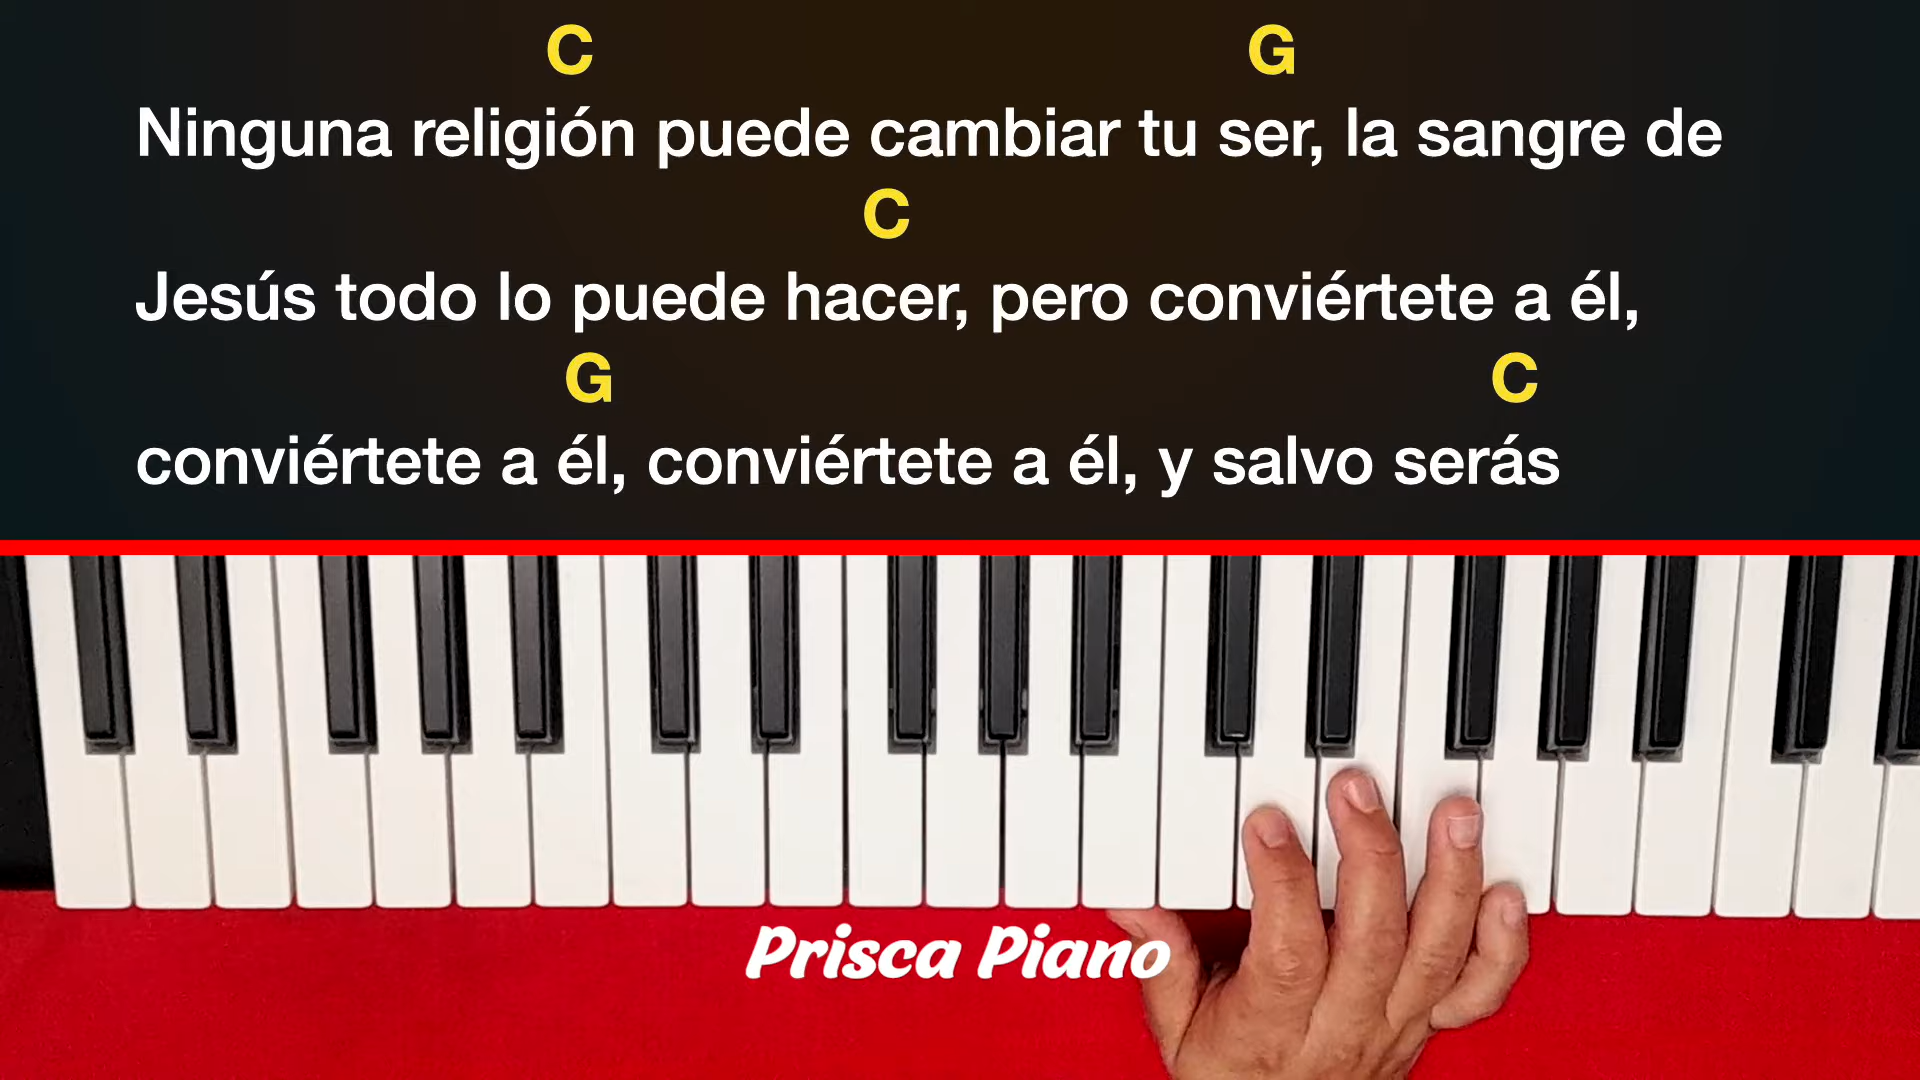 C G
Ninguna religión puede cambiar tu ser, la sangre de
C
Jesús todo lo puede hacer, pero conviértete a él,
G C
conviértete a él, conviértete a él, y salvo serás
Prisca Piano